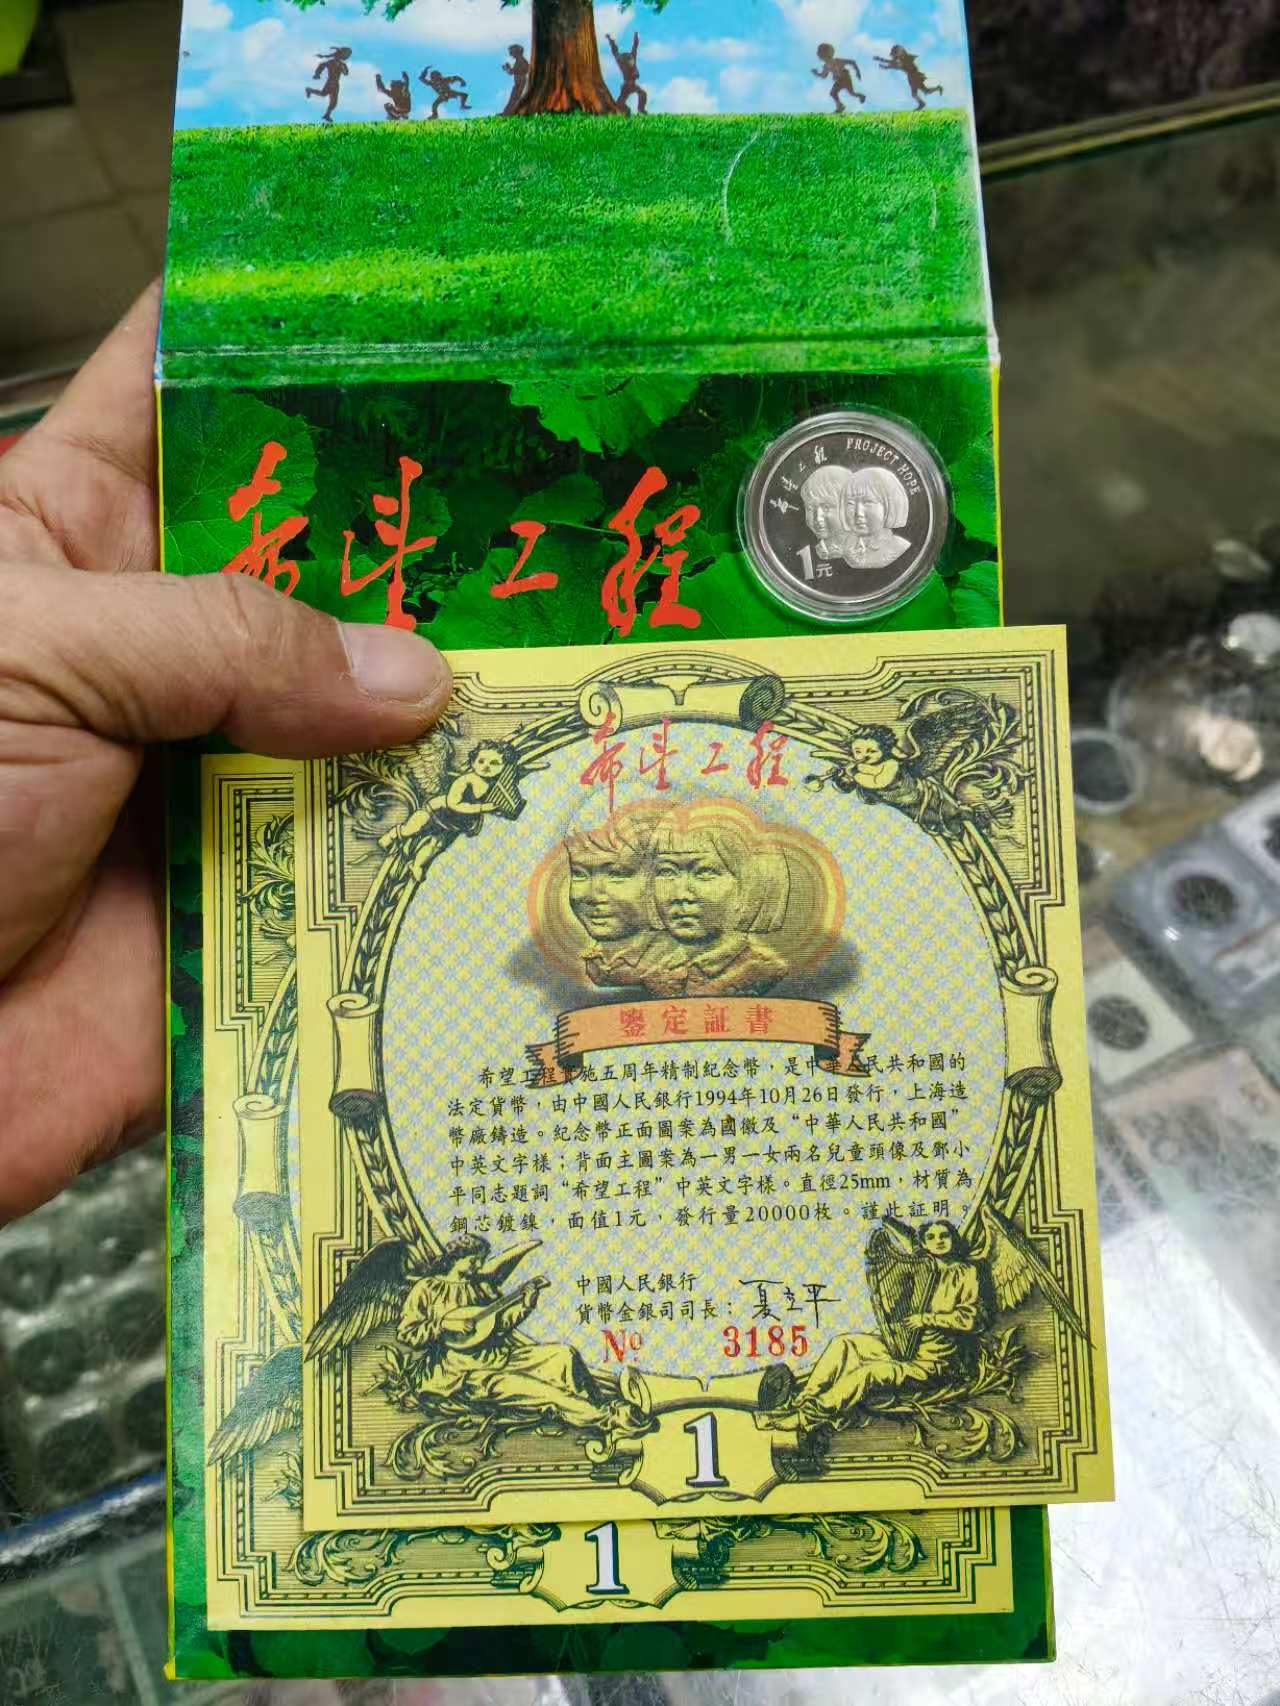 希望工程
希望工程 PROJECT HOPE
1元
希望工程
鑒定証書
希望工程實施五周年精制紀念幣，是中華人民共和國的
法定貨幣，由中國人民銀行1994年10月26日發行，上海造
幣廠鑄造。紀念幣正面圖案為國徽及“中華人民共和國”
中英文字樣；背面主圖案為一男一女兩名兒童頭像及鄧小
平同志題詞“希望工程”中英文字樣。直徑25mm，材質為
鋼芯鍍鎳，面值1元，發行量20000枚。謹此証明。
中國人民銀行
貨幣金銀司司長：夏立平
№ 3185
1
1